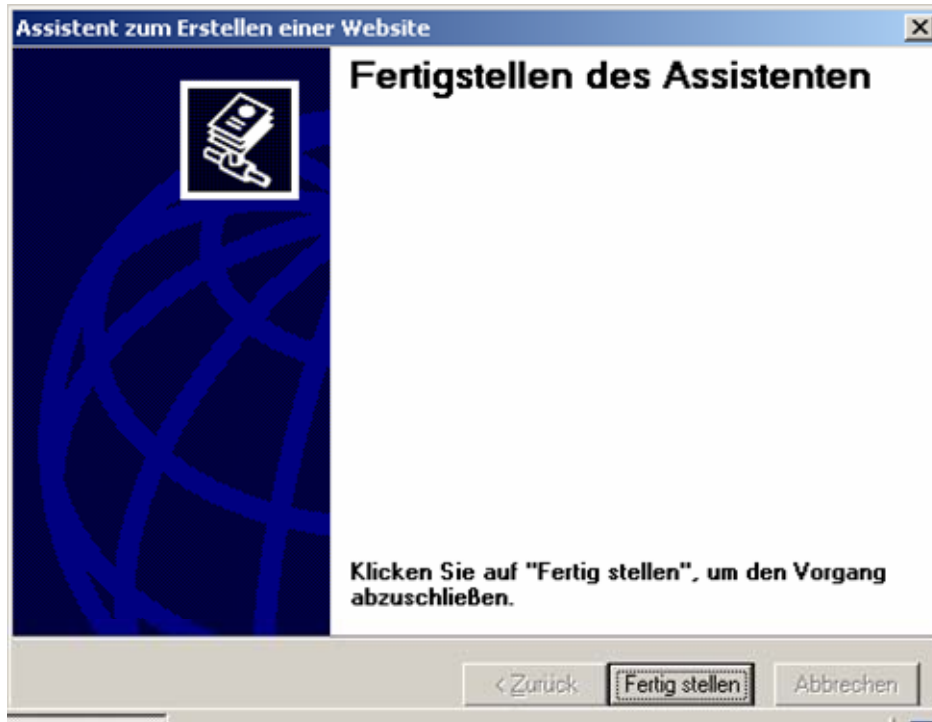 Assistent zum Erstellen einer Website
Fertigstellen des Assistenten
Klicken Sie auf "Fertig stellen", um den Vorgang
abzuschließen.
< Zurück Fertig stellen Abbrechen